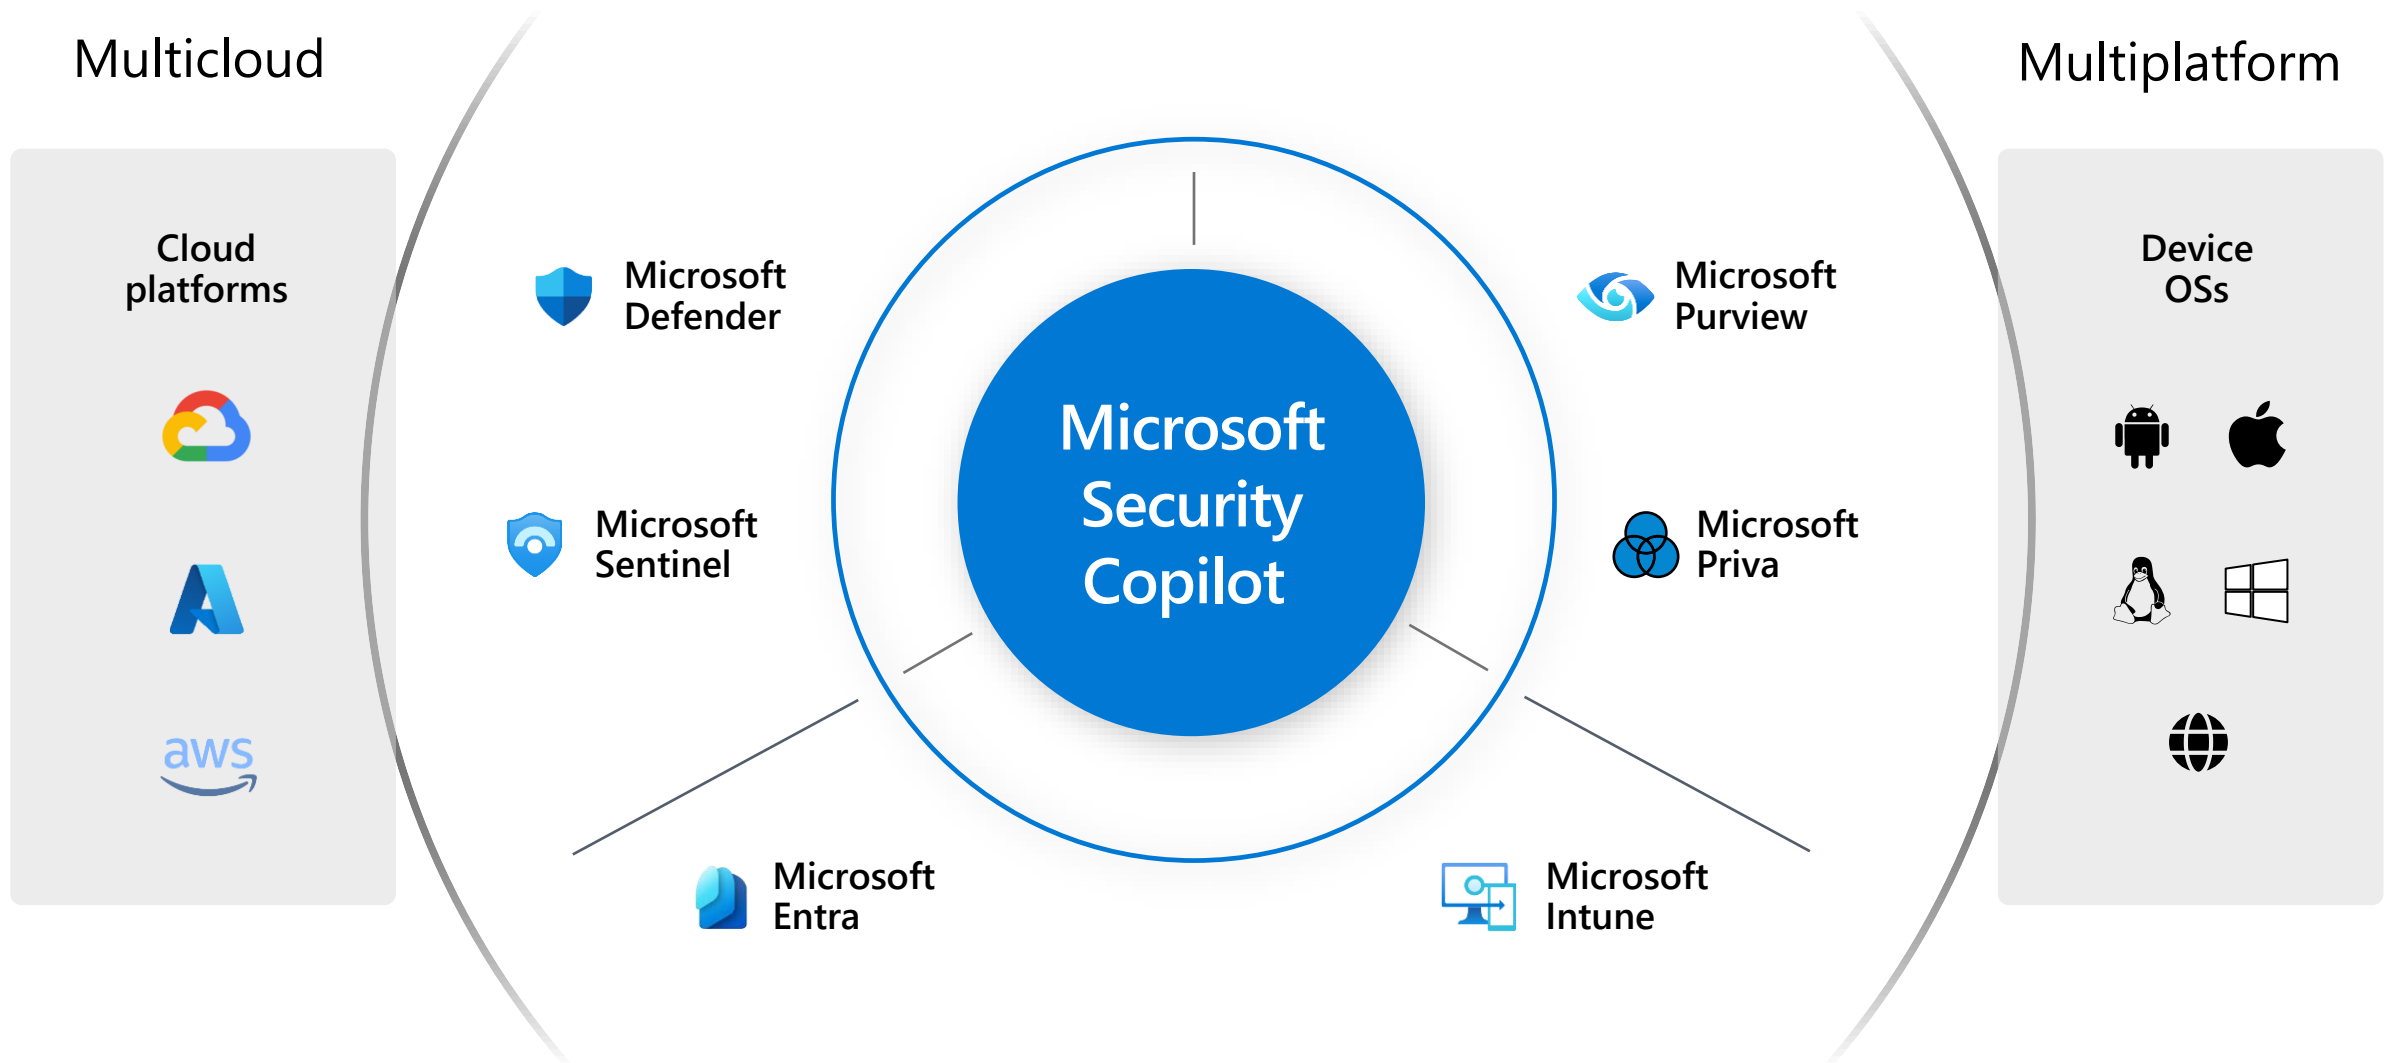 Multicloud
Cloud
platforms
aws
Microsoft
Defender
Microsoft
Sentinel
Microsoft
Security
Copilot
Microsoft
Purview
Microsoft
Priva
Microsoft
Entra
Microsoft
Intune
Multiplatform
Device
OSs